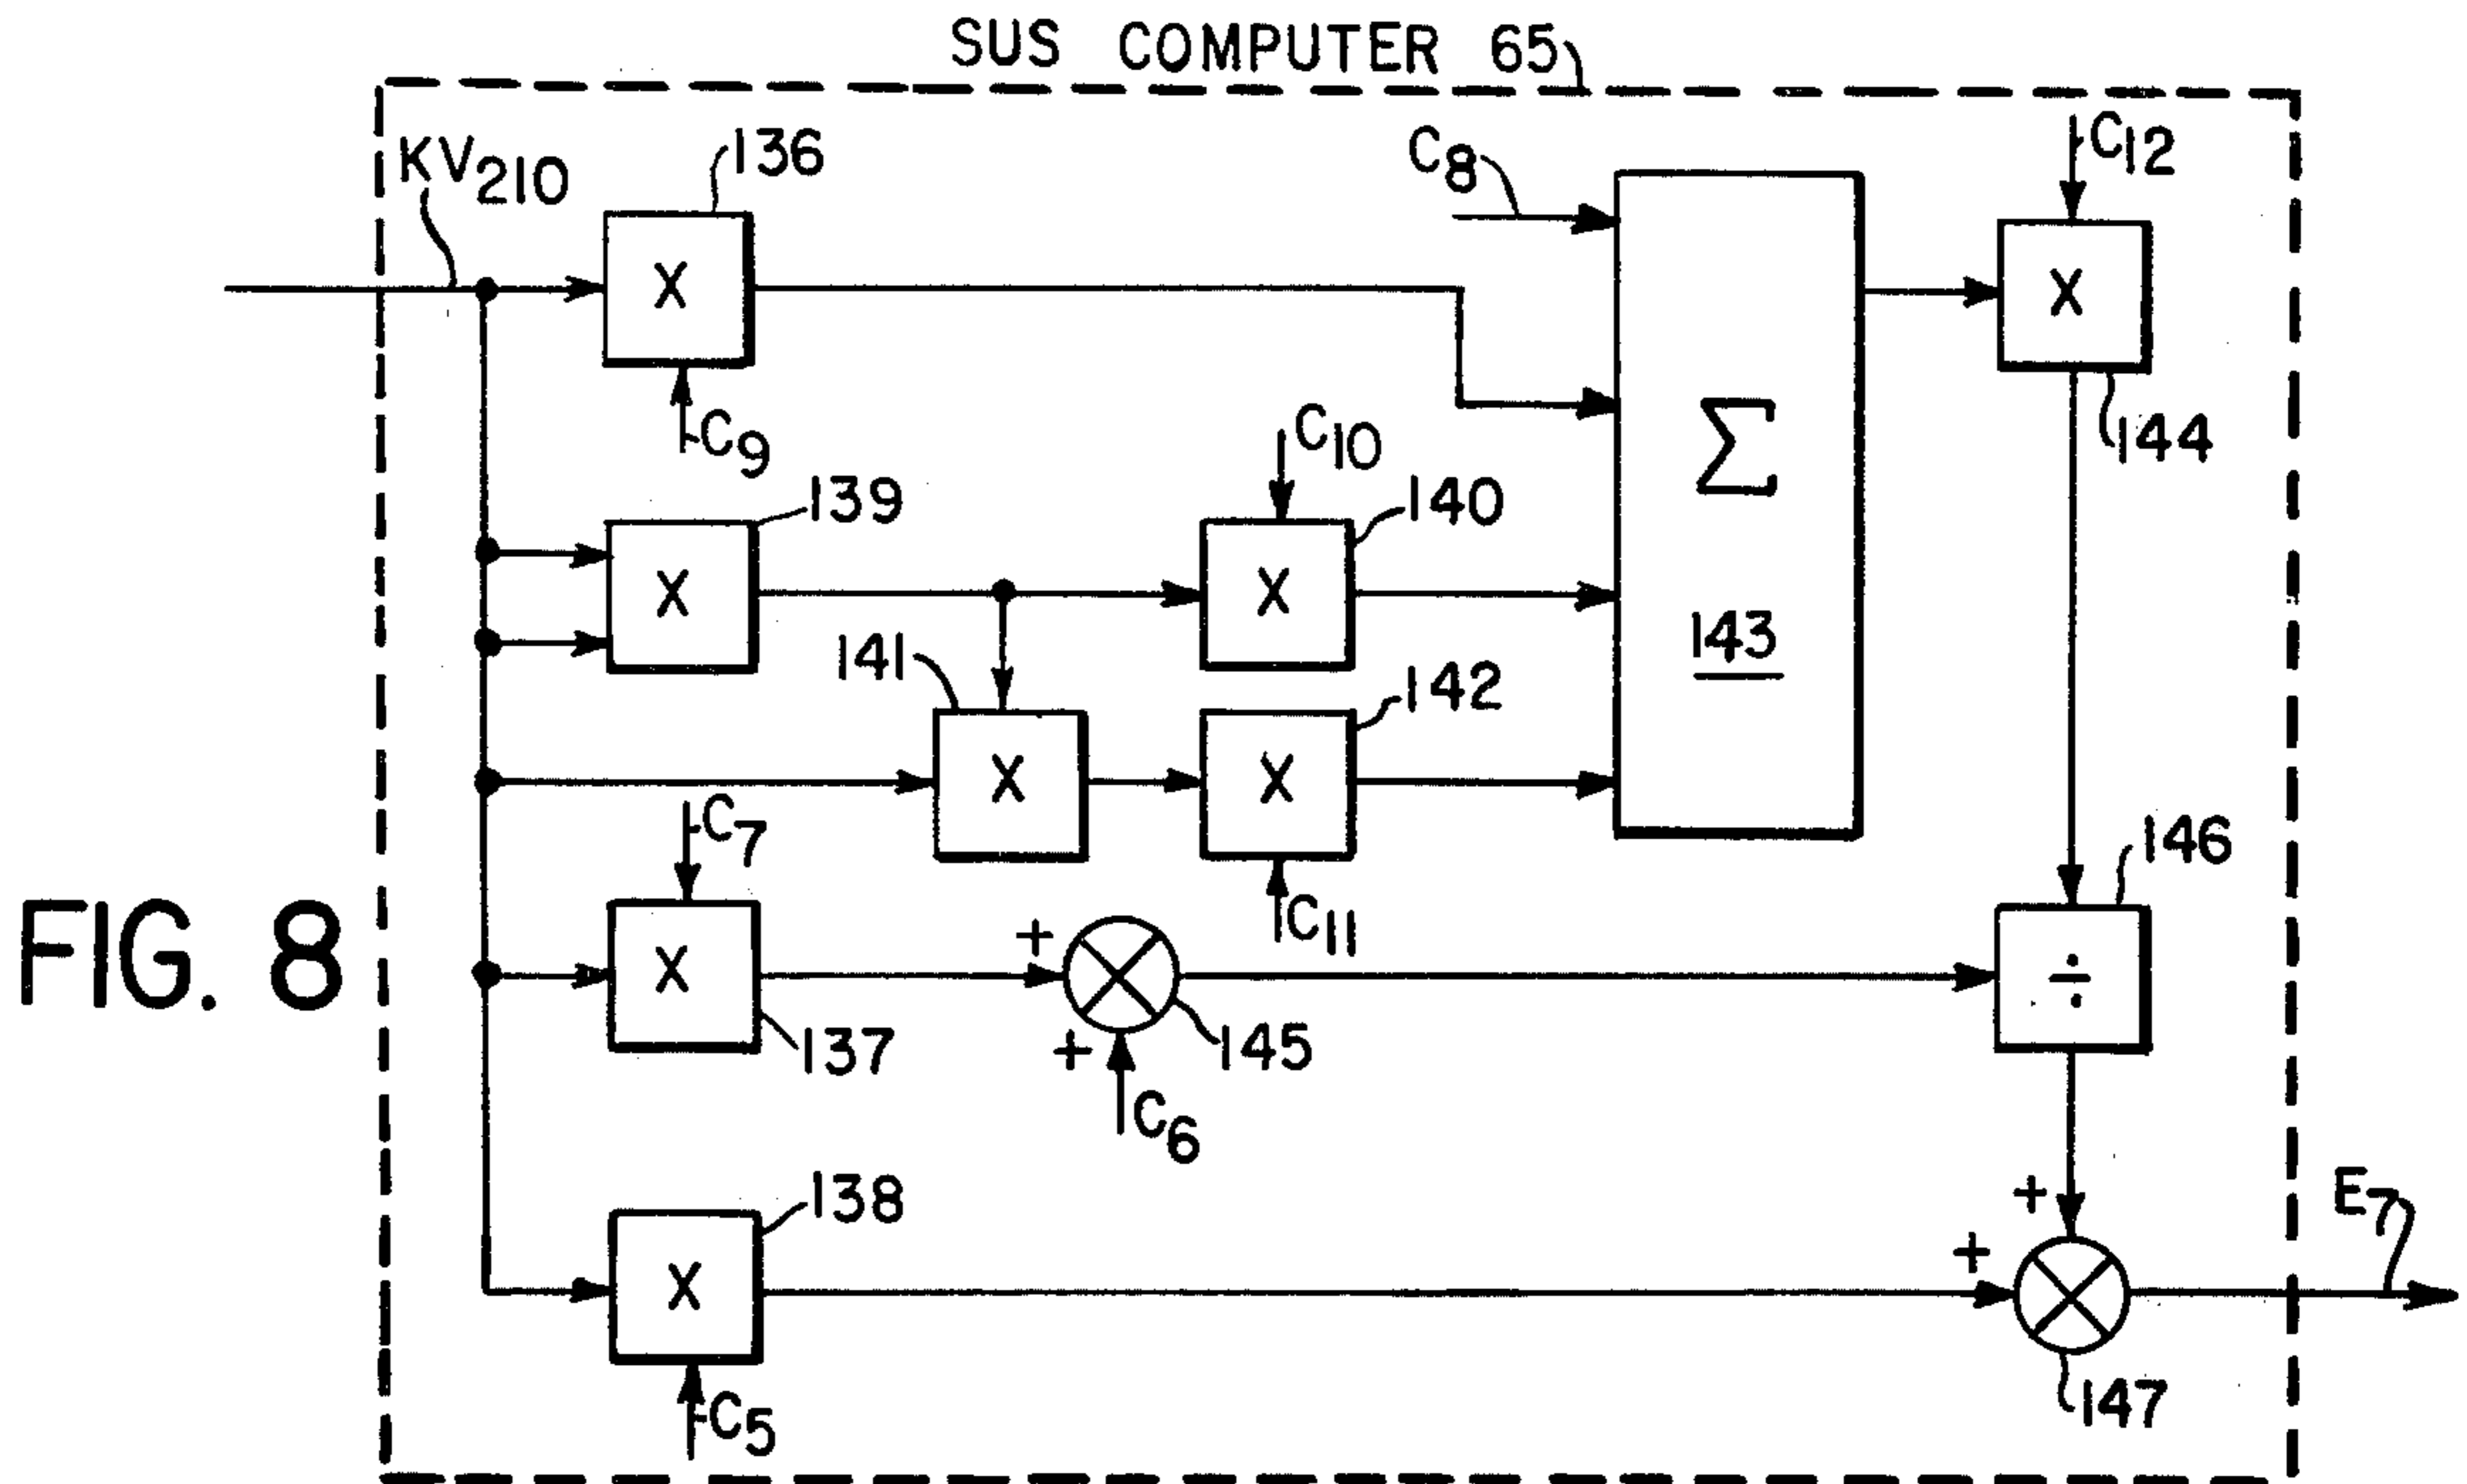 SUS COMPUTER 65
KV210
136
C8
C12
X
X
C9
144
Σ
C10
139
140
X
X
143
141
142
X
X
C7
146
C11
FIG. 8
X
+
÷
137
+
145
C6
138
E7
+
X
+
C5
147